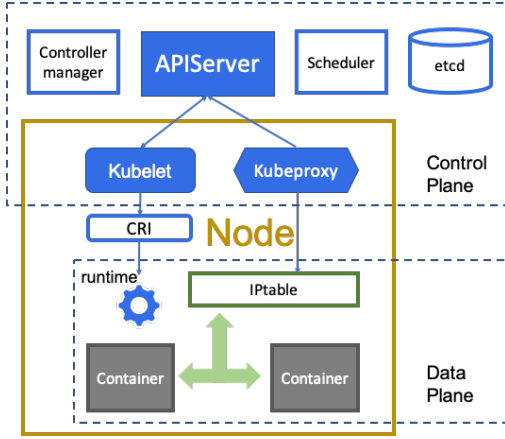 Controller
manager
APIServer
Scheduler
etcd
Kubelet
Kubeproxy
Control
Plane
CRI
Node
runtime
IPtable
Container
Container
Data
Plane